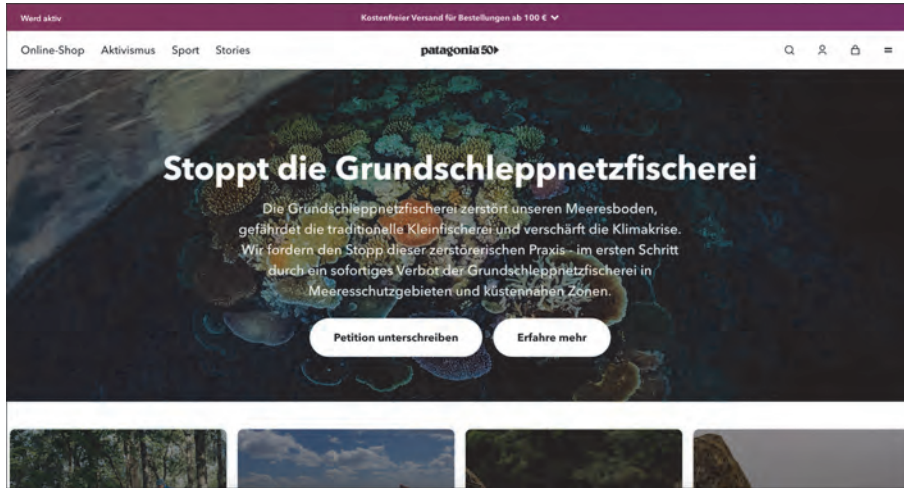 Werd aktiv
Kostenfreier Versand für Bestellungen ab 100 €
Online-Shop Aktivismus Sport Stories
patagonia 50
Stoppt die Grundschleppnetzfischerei
Die Grundschleppnetzfischerei zerstört unseren Meeresboden,
gefährdet die traditionelle Kleinfischerei und verschärft die Klimakrise.
Wir fordern den Stopp dieser zerstörerischen Praxis - im ersten Schritt
durch ein sofortiges Verbot der Grundschleppnetzfischerei in
Meeresschutzgebieten und küstennahen Zonen.
Petition unterschreiben
Erfahre mehr